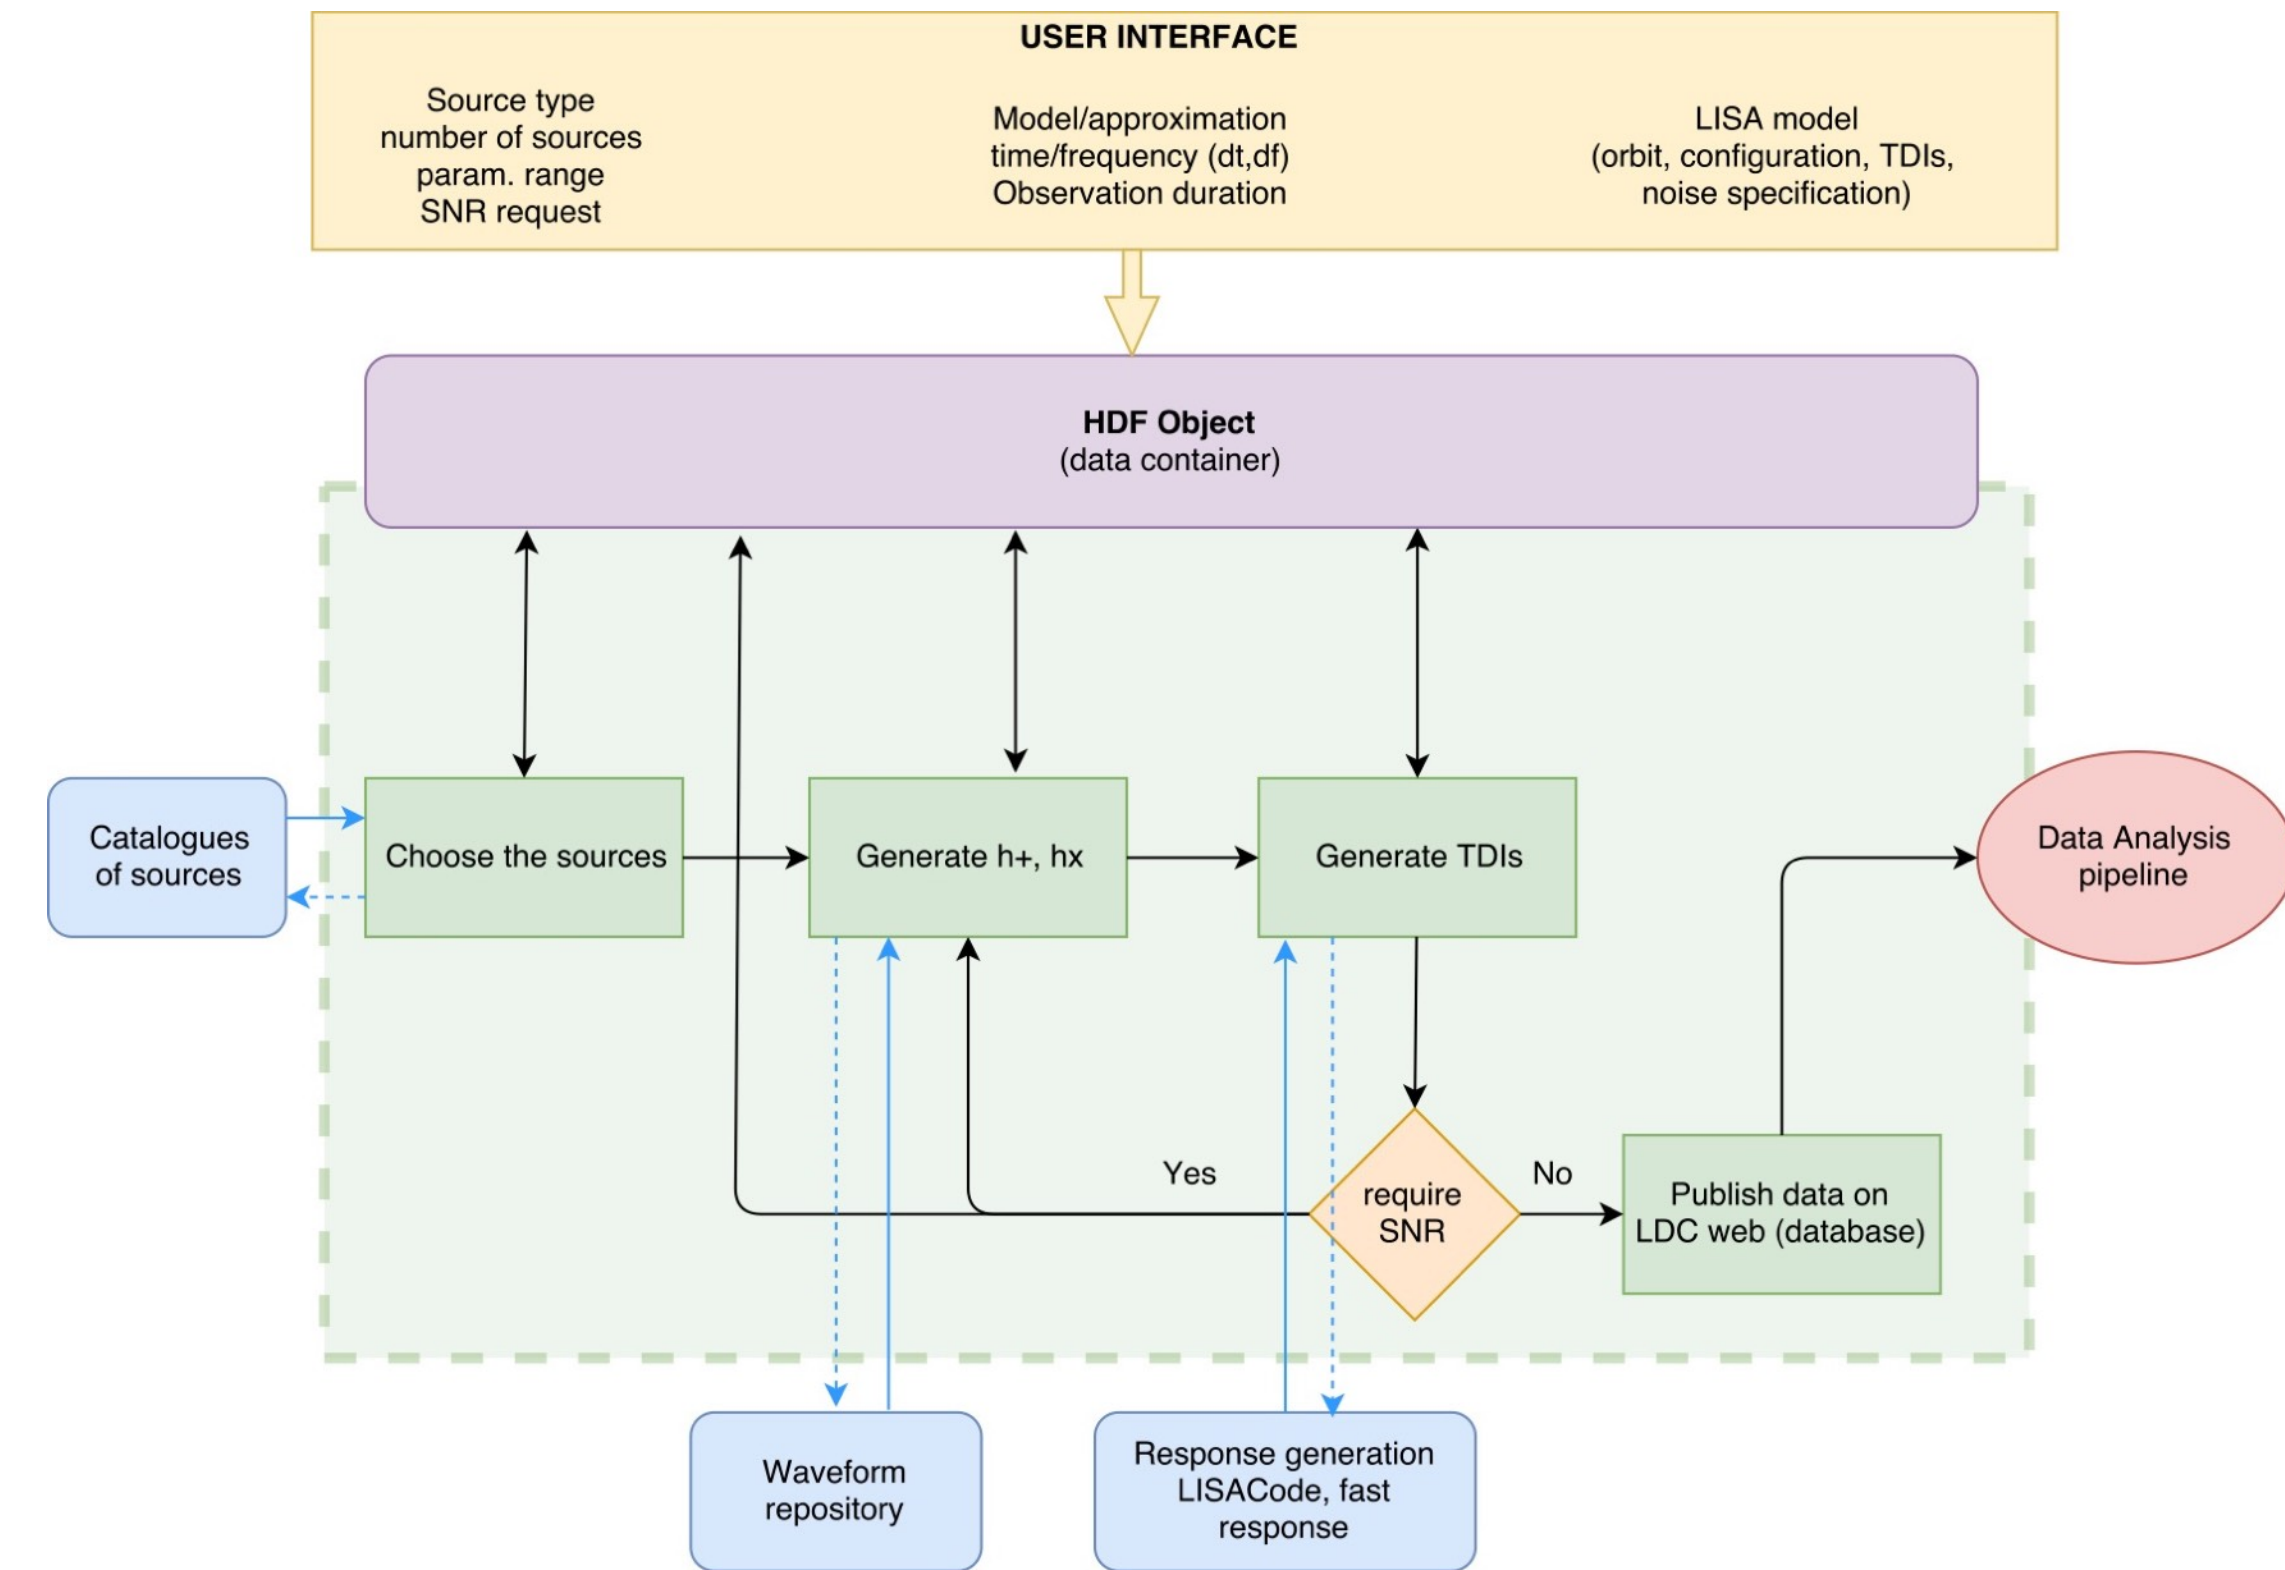 USER INTERFACE
Source type
number of sources
param. range
SNR request
Model/approximation
time/frequency (dt,df)
Observation duration
LISA model
(orbit, configuration, TDIs,
noise specification)
HDF Object
(data container)
Catalogues
of sources
Choose the sources
Generate h+, hx
Generate TDIs
Data Analysis
pipeline
Yes
require
SNR
No
Publish data on
LDC web (database)
Waveform
repository
Response generation
LISACode, fast
response